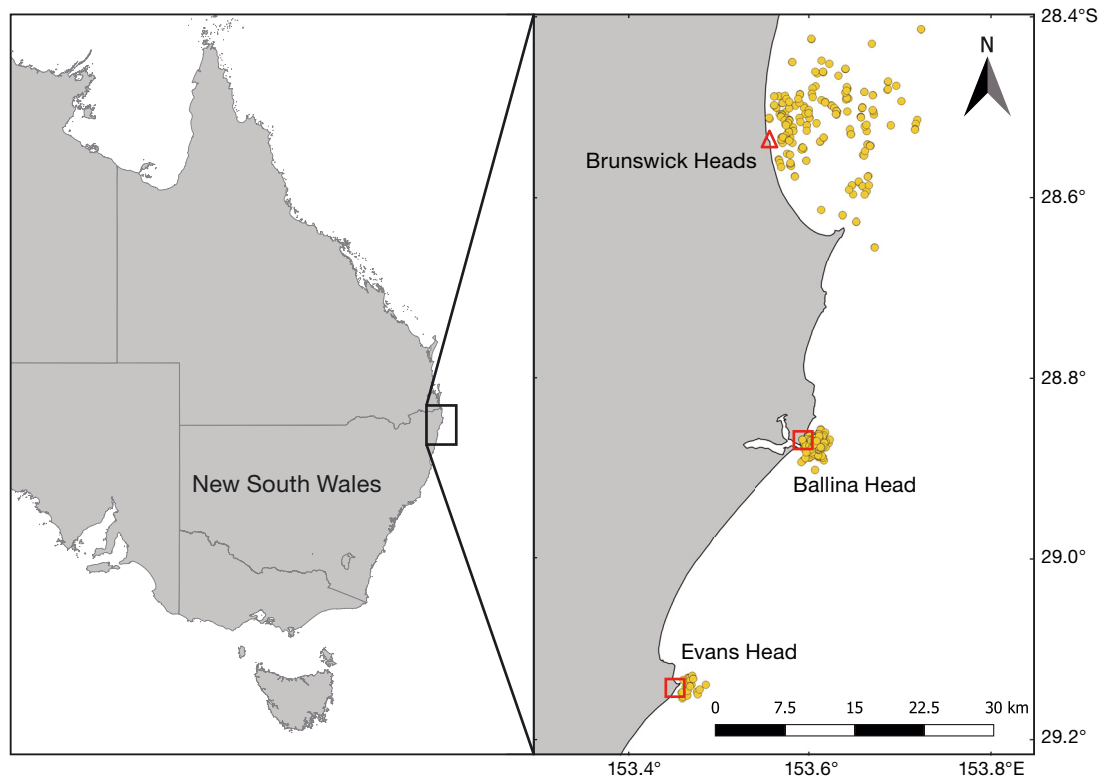 New South Wales
28.4°S
N
Brunswick Heads
28.6°
28.8°
Ballina Head
29.0°
Evans Head
0 7.5 15 22.5 30 km
29.2°
153.4° 153.6° 153.8°E